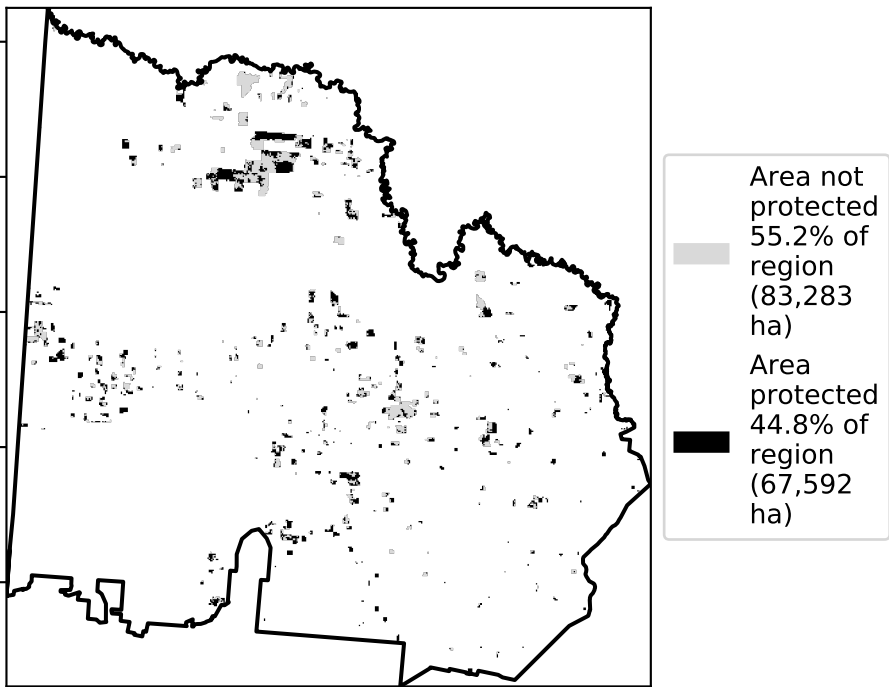 Area not
protected
55.2% of
region
(83,283
ha)
Area
protected
44.8% of
region
(67,592
ha)